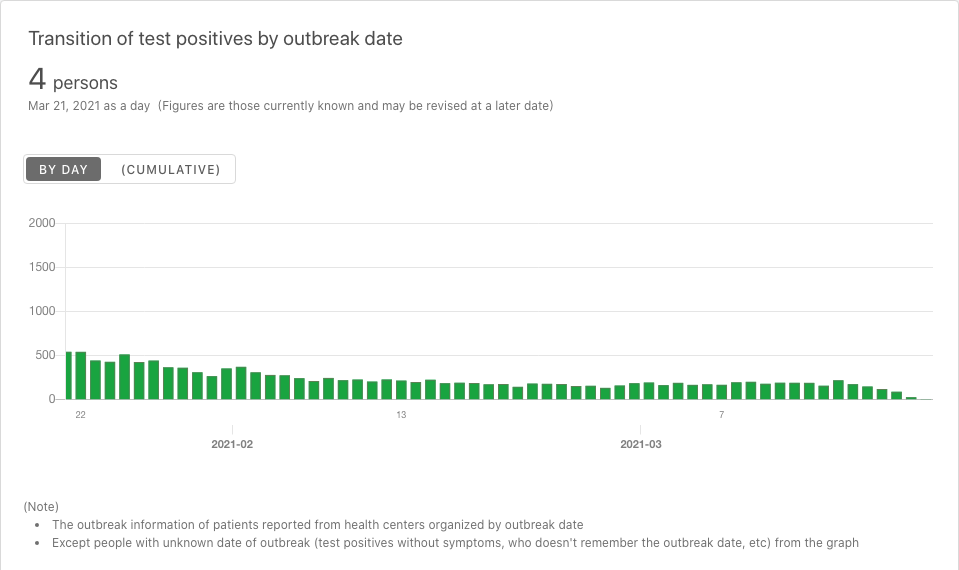 Transition of test positives by outbreak date
4 persons
Mar 21, 2021 as a day (Figures are those currently known and may be revised at a later date)
BY DAY (CUMULATIVE)
2000
1500
1000
500
0
22 13 7
2021-02 2021-03
(Note)
• The outbreak information of patients reported from health centers organized by outbreak date
• Except people with unknown date of outbreak (test positives without symptoms, who doesn't remember the outbreak date, etc) from the graph